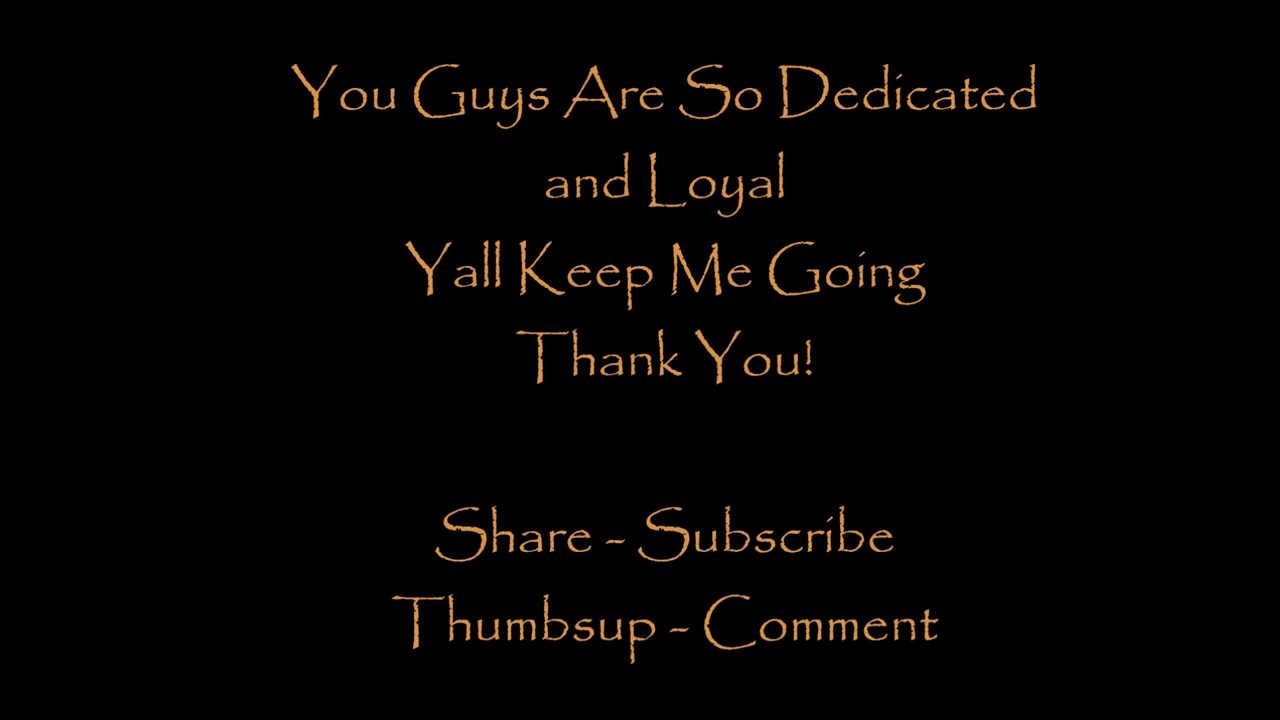 You Guys Are So Dedicated
and Loyal
Yall Keep Me Going
Thank You!
Share - Subscribe
Thumbsup - Comment